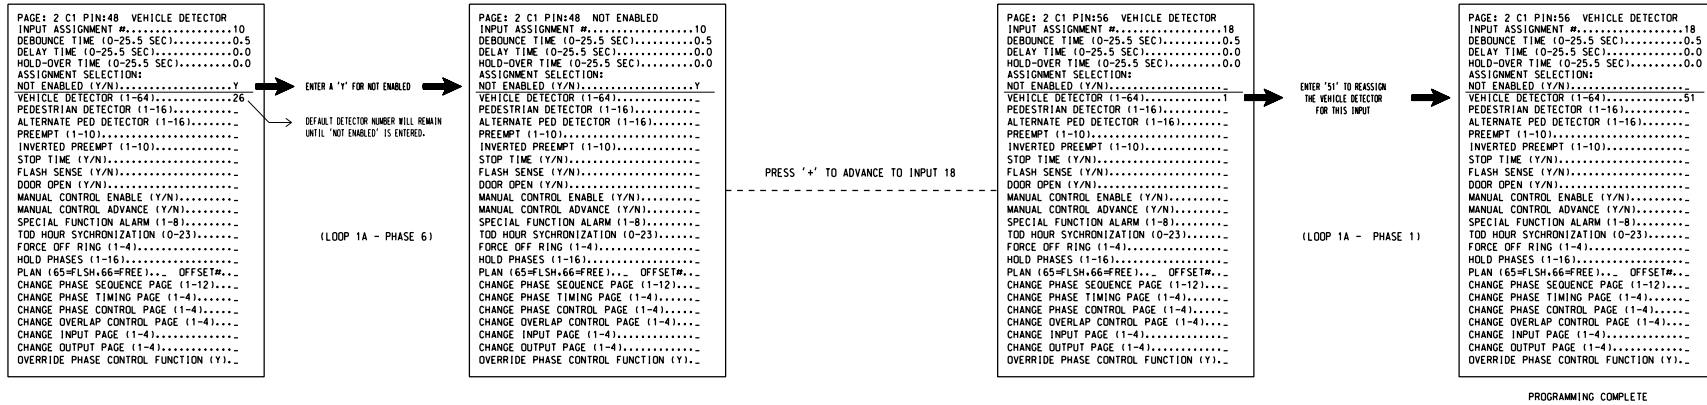 PAGE: 2 C1 PIN:48 VEHICLE DETECTOR
INPUT ASSIGNMENT #..................10
DEBOUNCE TIME (0-25.5 SEC)..........0.5
DELAY TIME (0-25.5 SEC).............0.0
HOLD-OVER TIME (0-25.5 SEC).........0.0
ASSIGNMENT SELECTION:
NOT ENABLED (Y/N)...................Y
VEHICLE DETECTOR (1-64).............26
PEDESTRIAN DETECTOR (1-16).........._
ALTERNATE PED DETECTOR (1-16)......._
PREEMPT (1-10)......................_
INVERTED PREEMPT (1-10)............._
STOP TIME (Y/N)....................._
FLASH SENSE (Y/N)..................._
DOOR OPEN (Y/N)....................._
MANUAL CONTROL ENABLE (Y/N)........._
MANUAL CONTROL ADVANCE (Y/N)........_
SPECIAL FUNCTION ALARM (1-8)........_
TOD HOUR SYCHRONIZATION (0-23)......_
FORCE OFF RING (1-4)................_
HOLD PHASES (1-16).................._
PLAN (65=FLSH,66=FREE).._ OFFSET#.._
CHANGE PHASE SEQUENCE PAGE (1-12)..._
CHANGE PHASE TIMING PAGE (1-4)......_
CHANGE PHASE CONTROL PAGE (1-4)....._
CHANGE OVERLAP CONTROL PAGE (1-4)..._
CHANGE INPUT PAGE (1-4)............._
CHANGE OUTPUT PAGE (1-4)............_
OVERRIDE PHASE CONTROL FUNCTION (Y)._
ENTER A 'Y' FOR NOT ENABLED
DEFAULT DETECTOR NUMBER WILL REMAIN
UNTIL 'NOT ENABLED' IS ENTERED.
(LOOP 1A - PHASE 6)
PAGE: 2 C1 PIN:48 NOT ENABLED
INPUT ASSIGNMENT #..................10
DEBOUNCE TIME (0-25.5 SEC)..........0.5
DELAY TIME (0-25.5 SEC).............0.0
HOLD-OVER TIME (0-25.5 SEC).........0.0
ASSIGNMENT SELECTION:
NOT ENABLED (Y/N)...................Y
VEHICLE DETECTOR (1-64)............._
PEDESTRIAN DETECTOR (1-16).........._
ALTERNATE PED DETECTOR (1-16)......._
PREEMPT (1-10)......................_
INVERTED PREEMPT (1-10)............._
STOP TIME (Y/N)....................._
FLASH SENSE (Y/N)..................._
DOOR OPEN (Y/N)....................._
MANUAL CONTROL ENABLE (Y/N)........._
MANUAL CONTROL ADVANCE (Y/N)........_
SPECIAL FUNCTION ALARM (1-8)........_
TOD HOUR SYCHRONIZATION (0-23)......_
FORCE OFF RING (1-4)................_
HOLD PHASES (1-16).................._
PLAN (65=FLSH,66=FREE).._ OFFSET#.._
CHANGE PHASE SEQUENCE PAGE (1-12)..._
CHANGE PHASE TIMING PAGE (1-4)......_
CHANGE PHASE CONTROL PAGE (1-4)....._
CHANGE OVERLAP CONTROL PAGE (1-4)..._
CHANGE INPUT PAGE (1-4)............._
CHANGE OUTPUT PAGE (1-4)............_
OVERRIDE PHASE CONTROL FUNCTION (Y)._
PRESS '+' TO ADVANCE TO INPUT 18
PAGE: 2 C1 PIN:56 VEHICLE DETECTOR
INPUT ASSIGNMENT #..................18
DEBOUNCE TIME (0-25.5 SEC)..........0.5
DELAY TIME (0-25.5 SEC).............0.0
HOLD-OVER TIME (0-25.5 SEC).........0.0
ASSIGNMENT SELECTION:
NOT ENABLED (Y/N)..................._
VEHICLE DETECTOR (1-64).............1
PEDESTRIAN DETECTOR (1-16).........._
ALTERNATE PED DETECTOR (1-16)......._
PREEMPT (1-10)......................_
INVERTED PREEMPT (1-10)............._
STOP TIME (Y/N)....................._
FLASH SENSE (Y/N)..................._
DOOR OPEN (Y/N)....................._
MANUAL CONTROL ENABLE (Y/N)........._
MANUAL CONTROL ADVANCE (Y/N)........_
SPECIAL FUNCTION ALARM (1-8)........_
TOD HOUR SYCHRONIZATION (0-23)......_
FORCE OFF RING (1-4)................_
HOLD PHASES (1-16).................._
PLAN (65=FLSH,66=FREE).._ OFFSET#.._
CHANGE PHASE SEQUENCE PAGE (1-12)..._
CHANGE PHASE TIMING PAGE (1-4)......_
CHANGE PHASE CONTROL PAGE (1-4)....._
CHANGE OVERLAP CONTROL PAGE (1-4)..._
CHANGE INPUT PAGE (1-4)............._
CHANGE OUTPUT PAGE (1-4)............_
OVERRIDE PHASE CONTROL FUNCTION (Y)._
ENTER '51' TO REASSIGN
THE VEHICLE DETECTOR
FOR THIS INPUT
(LOOP 1A - PHASE 1)
PAGE: 2 C1 PIN:56 VEHICLE DETECTOR
INPUT ASSIGNMENT #..................18
DEBOUNCE TIME (0-25.5 SEC)..........0.5
DELAY TIME (0-25.5 SEC).............0.0
HOLD-OVER TIME (0-25.5 SEC).........0.0
ASSIGNMENT SELECTION:
NOT ENABLED (Y/N)..................._
VEHICLE DETECTOR (1-64).............51
PEDESTRIAN DETECTOR (1-16).........._
ALTERNATE PED DETECTOR (1-16)......._
PREEMPT (1-10)......................_
INVERTED PREEMPT (1-10)............._
STOP TIME (Y/N)....................._
FLASH SENSE (Y/N)..................._
DOOR OPEN (Y/N)....................._
MANUAL CONTROL ENABLE (Y/N)........._
MANUAL CONTROL ADVANCE (Y/N)........_
SPECIAL FUNCTION ALARM (1-8)........_
TOD HOUR SYCHRONIZATION (0-23)......_
FORCE OFF RING (1-4)................_
HOLD PHASES (1-16).................._
PLAN (65=FLSH,66=FREE).._ OFFSET#.._
CHANGE PHASE SEQUENCE PAGE (1-12)..._
CHANGE PHASE TIMING PAGE (1-4)......_
CHANGE PHASE CONTROL PAGE (1-4)....._
CHANGE OVERLAP CONTROL PAGE (1-4)..._
CHANGE INPUT PAGE (1-4)............._
CHANGE OUTPUT PAGE (1-4)............_
OVERRIDE PHASE CONTROL FUNCTION (Y)._
PROGRAMMING COMPLETE